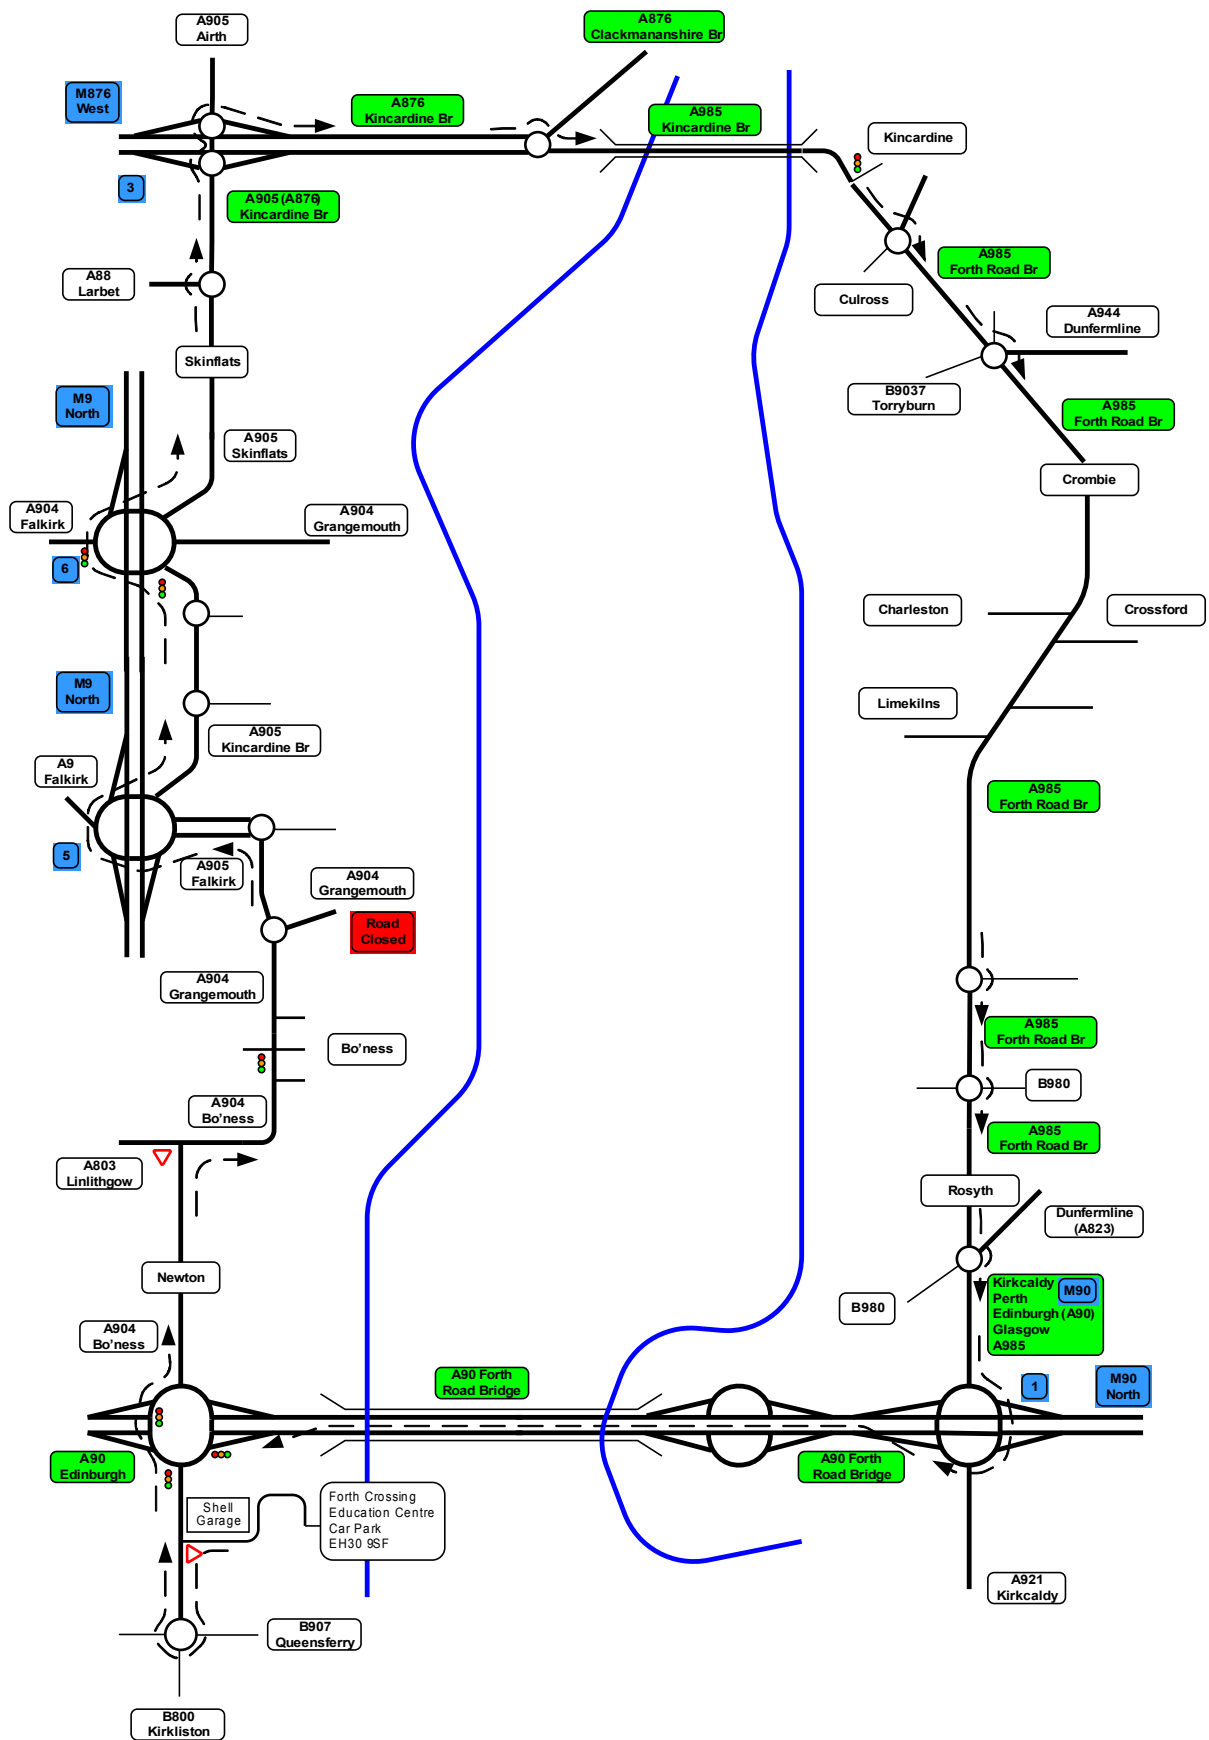 A905
Airth
A876
Clackmananshire Br
M876
West
A876
Kincardine Br
A985
Kincardine Br
Kincardine
3
A905 (A876)
Kincardine Br
A985
Forth Road Br
A88
Larbet
Culross
A944
Dunfermline
Skinflats
M9
North
B9037
Torryburn
A985
Forth Road Br
A905
Skinflats
Crombie
A904
Falkirk
A904
Grangemouth
6
Charleston
Crossford
M9
North
Limekilns
A905
Kincardine Br
A9
Falkirk
A985
Forth Road Br
5
A905
Falkirk
A904
Grangemouth
Road
Closed
A904
Grangemouth
A985
Forth Road Br
Bo'ness
B980
A904
Bo'ness
A985
Forth Road Br
A803
Linlithgow
Rosyth
Dunfermline
(A823)
Newton
Kirkcaldy
M90
Perth
Edinburgh (A90)
Glasgow
A985
B980
A904
Bo'ness
A90 Forth
Road Bridge
1
M90
North
A90
Edinburgh
A90 Forth
Road Bridge
Shell
Garage
Forth Crossing
Education Centre
Car Park
EH30 9SF
A921
Kirkcaldy
B907
Queensferry
B800
Kirkliston